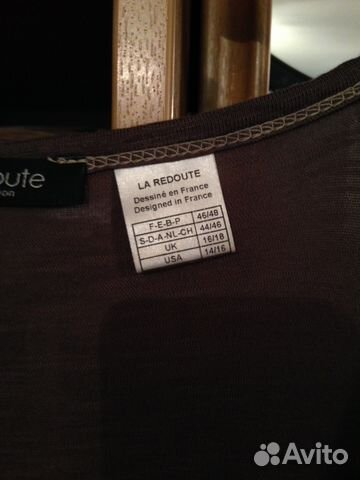 oute
LA REDOUTE
Dessiné en France
Designed in France
F-E-B-P 46/48
S-D-A-NL-CH 44/46
UK 16/18
USA 14/16
Avito